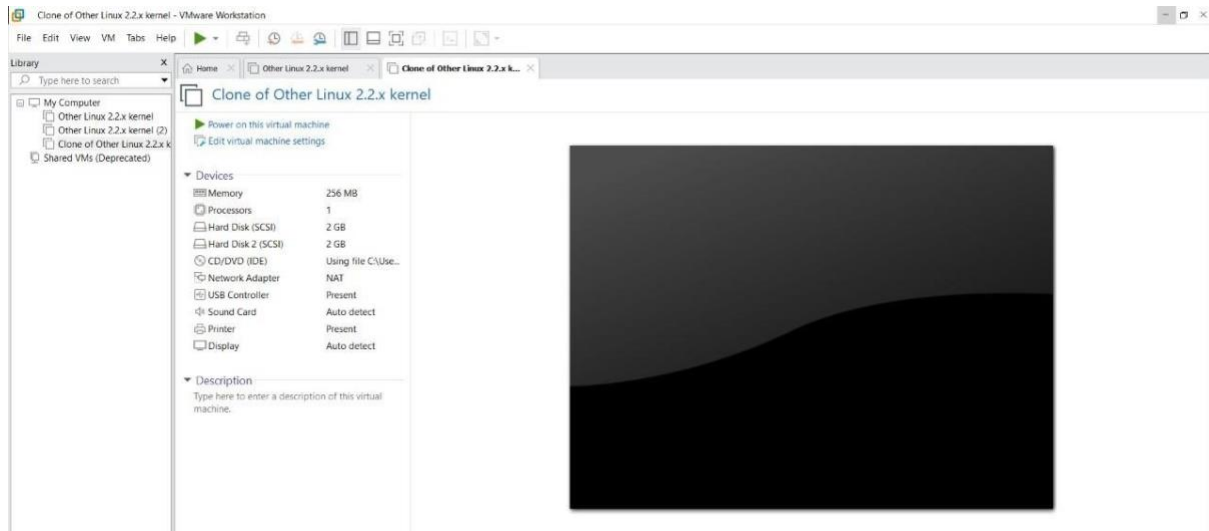 Clone of Other Linux 2.2.x kernel - VMware Workstation
File Edit View VM Tabs Help
Library X
Type here to search
My Computer
Other Linux 2.2.x kernel
Other Linux 2.2.x kernel (2)
Clone of Other Linux 2.2.x k
Shared VMs (Deprecated)
Home
Other Linux 2.2.x kernel
Clone of Other Linux 2.2.x k...
Clone of Other Linux 2.2.x kernel
Power on this virtual machine
Edit virtual machine settings
Devices
Memory 256 MB
Processors 1
Hard Disk (SCSI) 2 GB
Hard Disk 2 (SCSI) 2 GB
CD/DVD (IDE) Using file C:\Use...
Network Adapter NAT
USB Controller Present
Sound Card Auto detect
Printer Present
Display Auto detect
Description
Type here to enter a description of this virtual
machine.